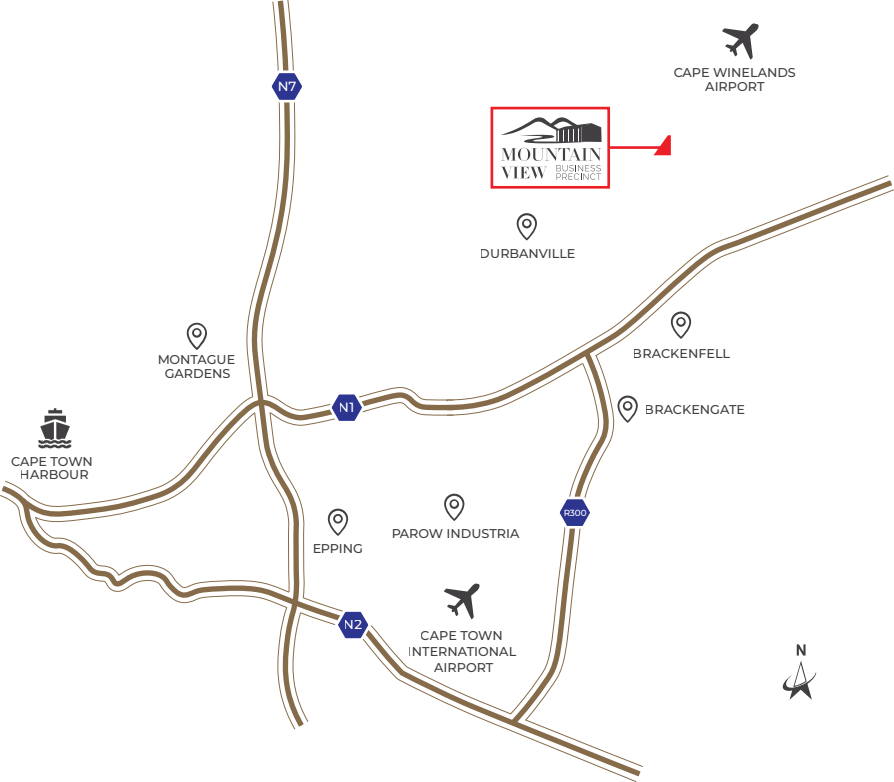 N7
CAPE WINELANDS
AIRPORT
MOUNTAIN
VIEW BUSINESS
PRECINCT
DURBANVILLE
MONTAGUE
GARDENS
BRACKENFELL
N1
BRACKENGATE
CAPE TOWN
HARBOUR
R300
EPPING
PAROW INDUSTRIA
N2
CAPE TOWN
INTERNATIONAL
AIRPORT
N